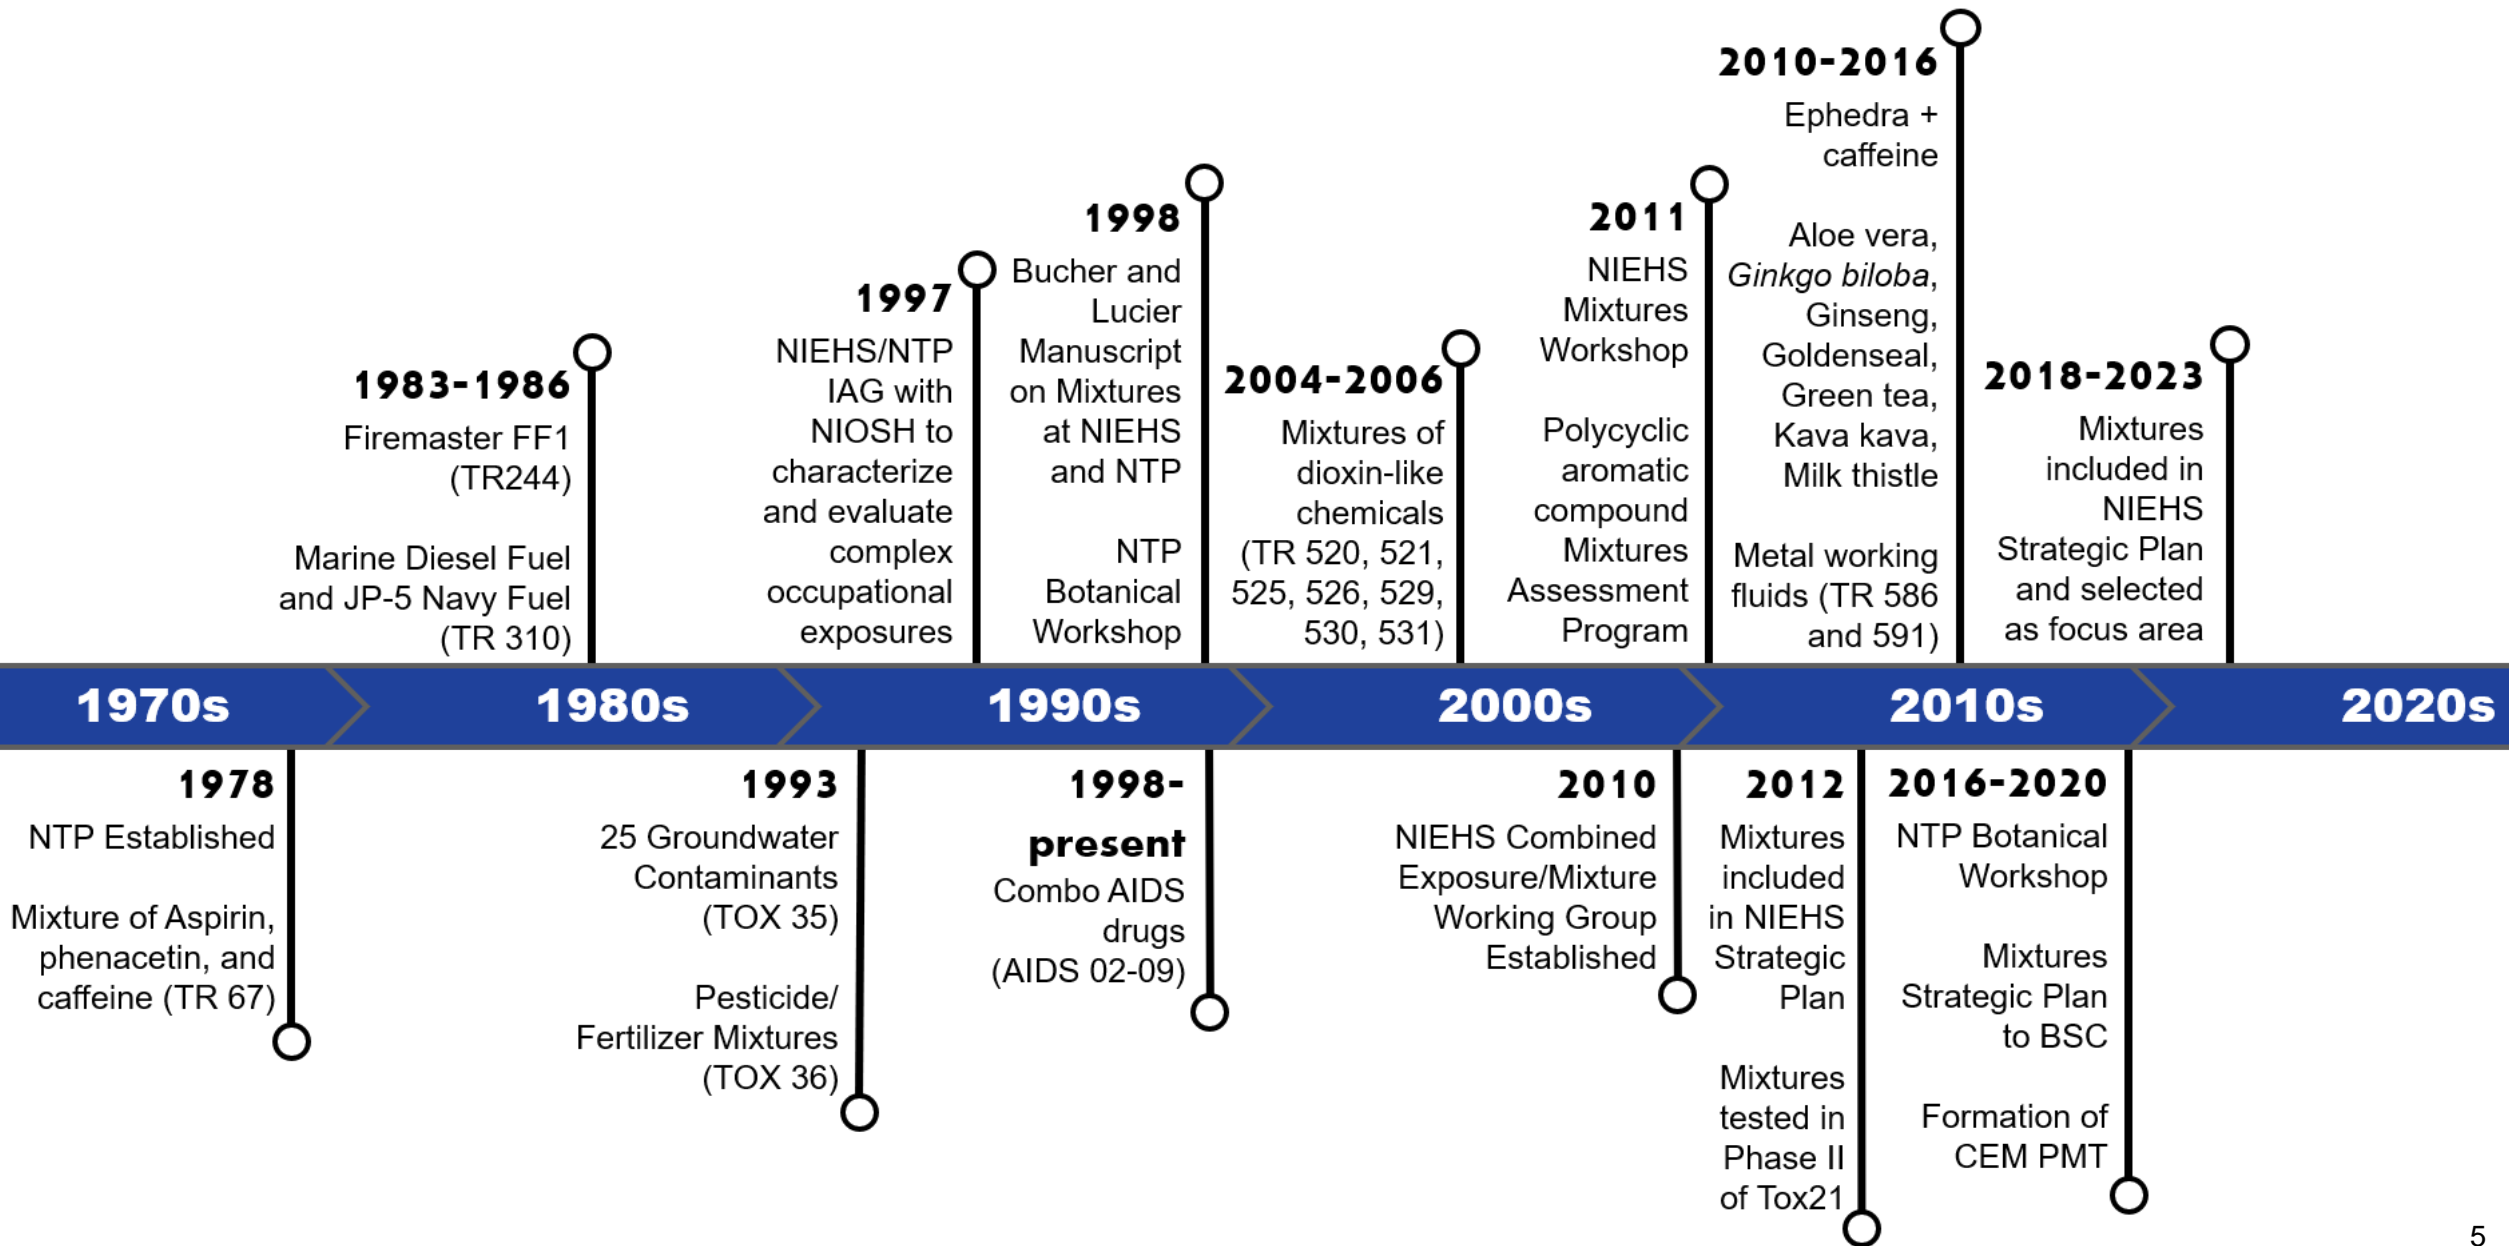 1983-1986
Firemaster FF1
(TR244)
Marine Diesel Fuel
and JP-5 Navy Fuel
(TR 310)
1997
NIEHS/NTP
IAG with
NIOSH to
characterize
and evaluate
complex
occupational
exposures
1998
Bucher and
Lucier
Manuscript
on Mixtures
at NIEHS
and NTP
NTP
Botanical
Workshop
2004-2006
Mixtures of
dioxin-like
chemicals
(TR 520, 521,
525, 526, 529,
530, 531)
2011
NIEHS
Mixtures
Workshop
Polycyclic
aromatic
compound
Mixtures
Assessment
Program
2010-2016
Ephedra +
caffeine
Aloe vera,
Ginkgo biloba,
Ginseng,
Goldenseal,
Green tea,
Kava kava,
Milk thistle
Metal working
fluids (TR 586
and 591)
2018-2023
Mixtures
included in
NIEHS
Strategic Plan
and selected
as focus area
1970s
1980s
1990s
2000s
2010s
2020s
1978
NTP Established
Mixture of Aspirin,
phenacetin, and
caffeine (TR 67)
1993
25 Groundwater
Contaminants
(TOX 35)
Pesticide/
Fertilizer Mixtures
(TOX 36)
1998-
present
Combo AIDS
drugs
(AIDS 02-09)
2010
NIEHS Combined
Exposure/Mixture
Working Group
Established
2012
Mixtures
included
in NIEHS
Strategic
Plan
Mixtures
tested in
Phase II
of Tox21
2016-2020
NTP Botanical
Workshop
Mixtures
Strategic Plan
to BSC
Formation of
CEM PMT
5